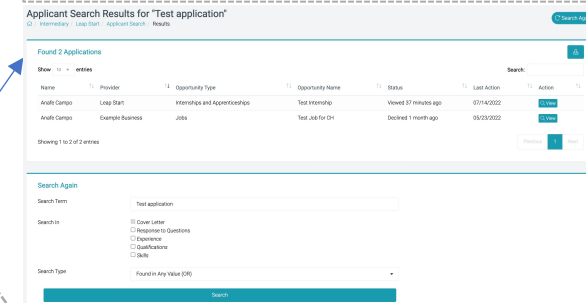 Applicant Search Results for "Test application"
Intermediary / Leap Start / Applicant Search / Results
Search Aga
Found 2 Applications
Show 10 entries
Search:
Name Provider Opportunity Type Opportunity Name Status Last Action Action
Anafe Campo Leap Start Internships and Apprenticeships Test Internship Viewed 37 minutes ago 07/14/2022 View
Anafe Campo Example Business Jobs Test Job for CH Declined 1 month ago 05/23/2022 View
Showing 1 to 2 of 2 entries
Previous 1 Next
Search Again
Search Term Test application
Search In Cover Letter
Response to Questions
Experience
Qualifications
Skills
Search Type Found in Any Value (OR)
Search